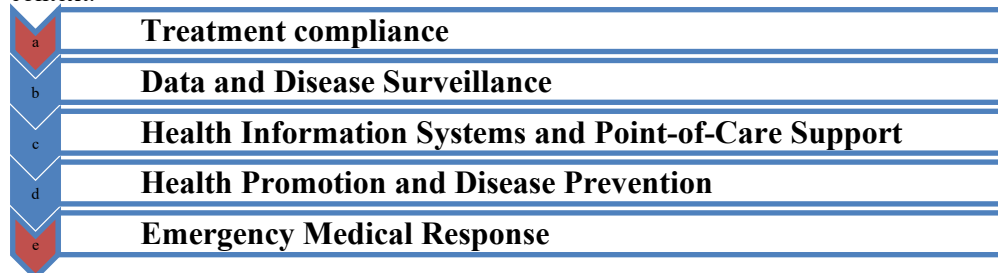 a Treatment compliance
b Data and Disease Surveillance
c Health Information Systems and Point-of-Care Support
d Health Promotion and Disease Prevention
e Emergency Medical Response